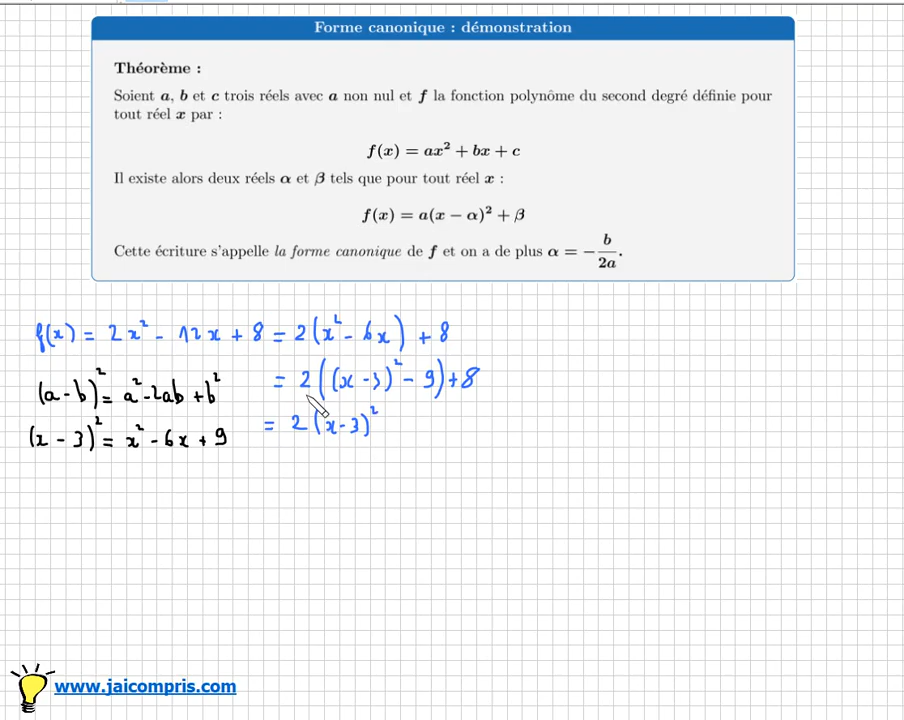 Forme canonique : démonstration
Théorème :
Soient a, b et c trois réels avec a non nul et f la fonction polynôme du second degré définie pour
tout réel x par :
f(x) = ax² + bx + c
Il existe alors deux réels α et β tels que pour tout réel x :
f(x) = a(x − α)² + β
Cette écriture s'appelle la forme canonique de f et on a de plus α = −b/2a.
f(x) = 2x² - 12x + 8 = 2(x² - 6x) + 8
= 2((x - 3)² - 9) + 8
(a - b)² = a² - 2ab + b²
= 2(x - 3)²
(x - 3)² = x² - 6x + 9
www.jaicompris.com